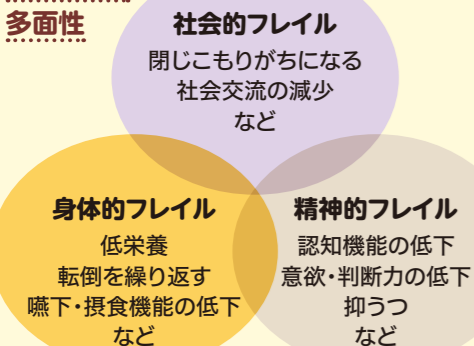 多面性
社会的フレイル
閉じこもりがちになる
社会交流の減少
など
身体的フレイル
低栄養
転倒を繰り返す
嚥下・摂食機能の低下
など
精神的フレイル
認知機能の低下
意欲・判断力の低下
抑うつ
など